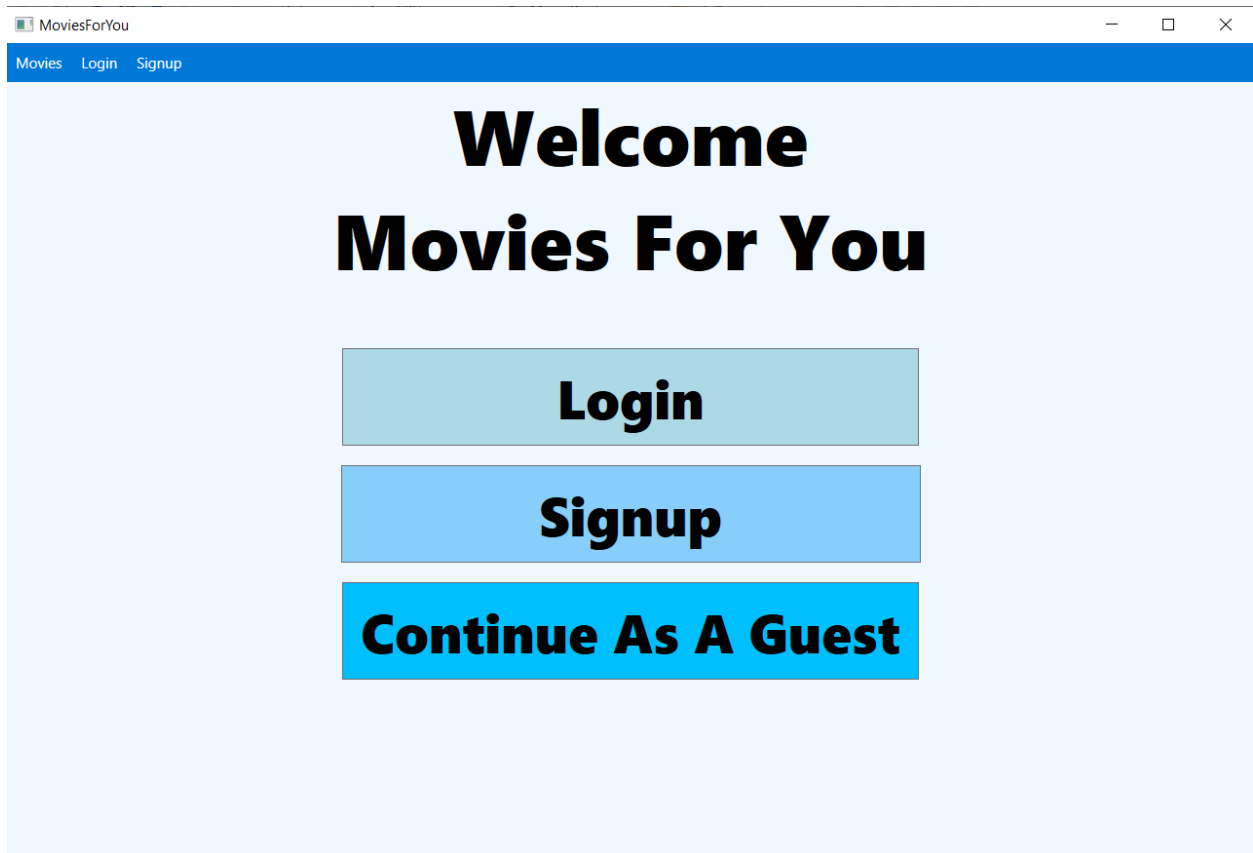 MoviesForYou
Movies Login Signup
Welcome
Movies For You
Login
Signup
Continue As A Guest